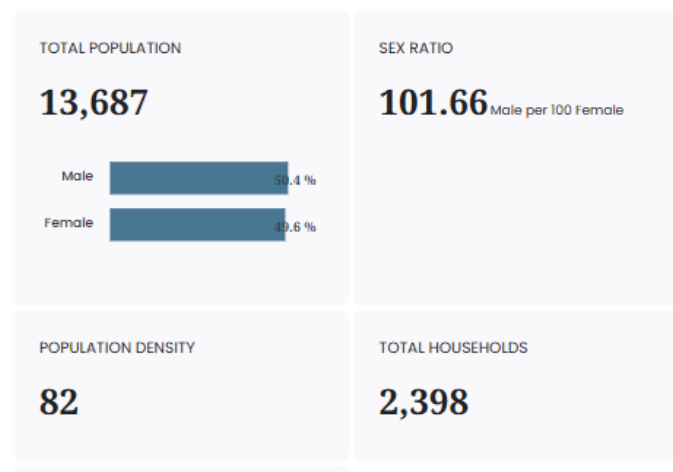 TOTAL POPULATION
13,687
Male 50.4 %
Female 49.6 %
SEX RATIO
101.66 Male per 100 Female
POPULATION DENSITY
82
TOTAL HOUSEHOLDS
2,398